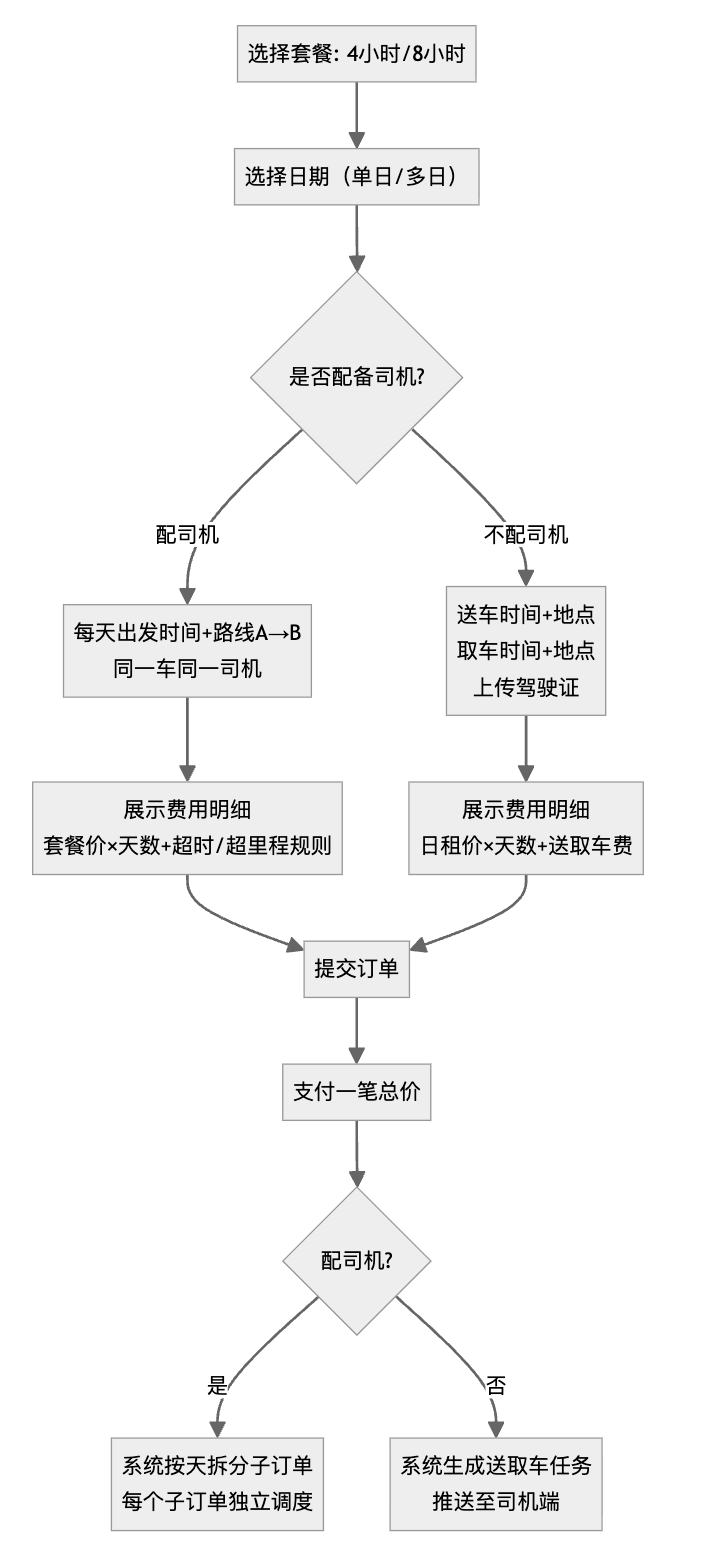 选择套餐: 4小时/8小时
选择日期（单日/多日）
是否配备司机?
配司机
不配司机
每天出发时间+路线A→B
同一车同一司机
送车时间+地点
取车时间+地点
上传驾驶证
展示费用明细
套餐价×天数+超时/超里程规则
展示费用明细
日租价×天数+送取车费
提交订单
支付一笔总价
配司机?
是
否
系统按天拆分子订单
每个子订单独立调度
系统生成送取车任务
推送至司机端